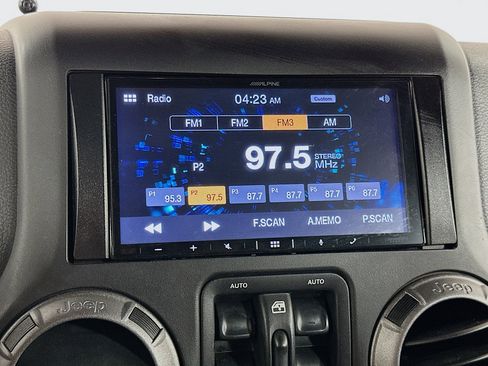 ALPINE
Radio 04:23 AM Custom
FM1 FM2 FM3 AM
P2 97.5 STEREO MHz
P1 95.3 P2 97.5 P3 87.7 P4 87.7 P5 87.7 P6 87.7
F.SCAN A.MEMO P.SCAN
AUTO AUTO
Jeep Jeep